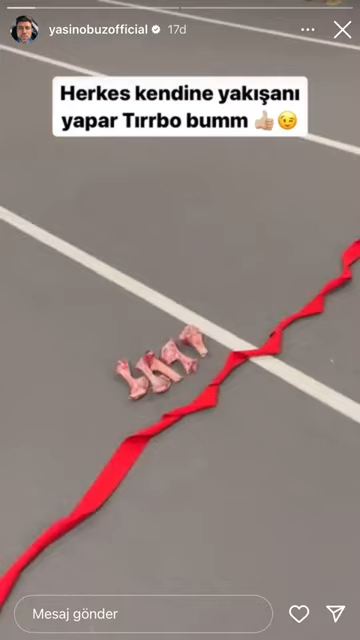 yasinobuzofficial 17d
Herkes kendine yakışanı
yapar Tırrbo bumm 👍🏼😉
Mesaj gönder